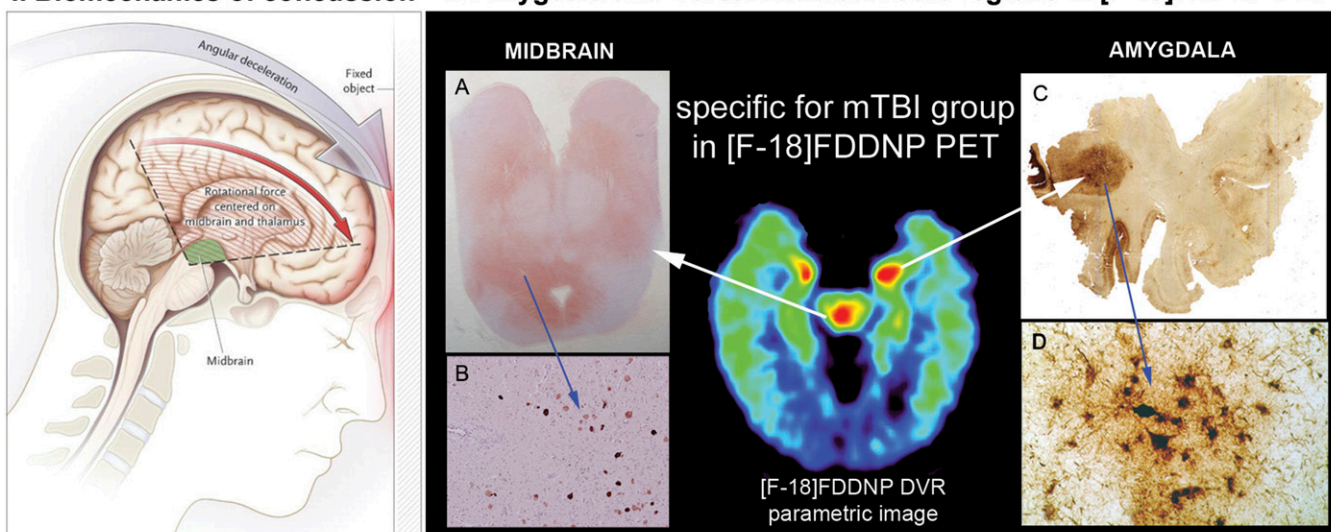 Angular deceleration
Fixed
object
Rotational force
centered on
midbrain and thalamus
Midbrain
MIDBRAIN
AMYGDALA
A
B
C
D
specific for mTBI group
in [F-18]FDDNP PET
[F-18]FDDNP DVR
parametric image